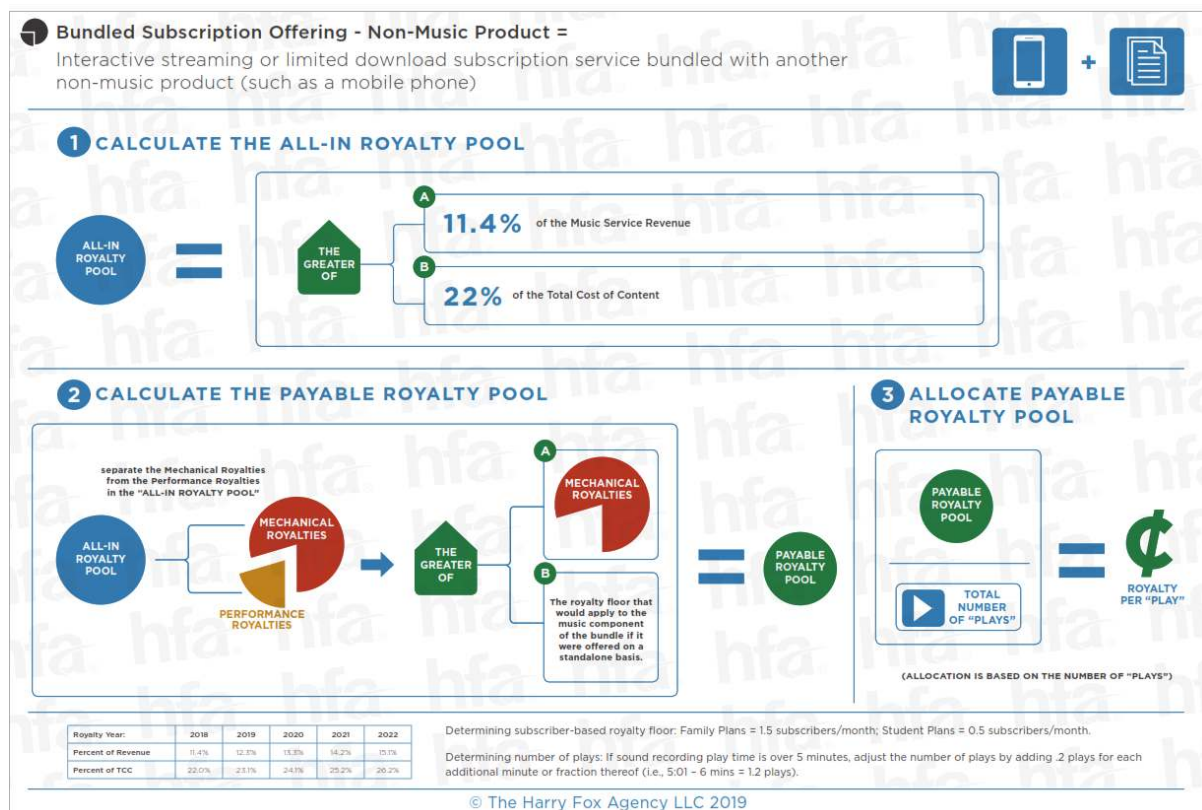 Bundled Subscription Offering - Non-Music Product =
Interactive streaming or limited download subscription service bundled with another
non-music product (such as a mobile phone)
+
1 CALCULATE THE ALL-IN ROYALTY POOL
ALL-IN
ROYALTY
POOL
=
THE
GREATER
OF
A
11.4% of the Music Service Revenue
B
22% of the Total Cost of Content
2 CALCULATE THE PAYABLE ROYALTY POOL
separate the Mechanical Royalties
from the Performance Royalties
in the "ALL-IN ROYALTY POOL"
ALL-IN
ROYALTY
POOL
MECHANICAL
ROYALTIES
PERFORMANCE
ROYALTIES
THE
GREATER
OF
A
MECHANICAL
ROYALTIES
B
The royalty floor that
would apply to the
music component
of the bundle if it
were offered on a
standalone basis.
=
PAYABLE
ROYALTY
POOL
3 ALLOCATE PAYABLE
ROYALTY POOL
PAYABLE
ROYALTY
POOL
TOTAL
NUMBER
OF "PLAYS"
=
¢
ROYALTY
PER "PLAY"
(ALLOCATION IS BASED ON THE NUMBER OF "PLAYS")
Royalty Year: 2018 2019 2020 2021 2022
Percent of Revenue 11.4% 12.3% 13.3% 14.2% 15.1%
Percent of TCC 22.0% 23.1% 24.1% 25.2% 26.2%
Determining subscriber-based royalty floor: Family Plans = 1.5 subscribers/month; Student Plans = 0.5 subscribers/month.
Determining number of plays: If sound recording play time is over 5 minutes, adjust the number of plays by adding .2 plays for each
additional minute or fraction thereof (i.e., 5:01 – 6 mins = 1.2 plays).
© The Harry Fox Agency LLC 2019
hfa